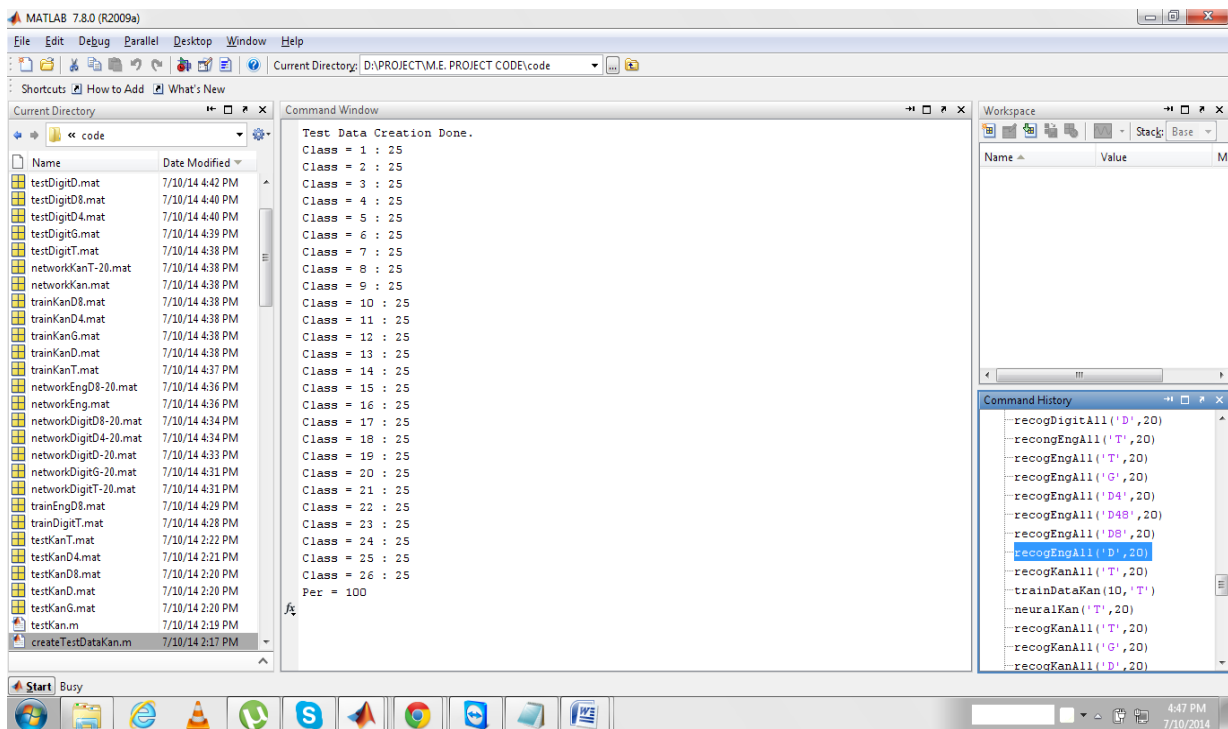 MATLAB 7.8.0 (R2009a)
File Edit Debug Parallel Desktop Window Help
Current Directory: D:\PROJECT\M.E. PROJECT CODE\code
Shortcuts How to Add What's New
Current Directory
« code
Name Date Modified
testDigitD.mat 7/10/14 4:42 PM
testDigitD8.mat 7/10/14 4:40 PM
testDigitD4.mat 7/10/14 4:40 PM
testDigitG.mat 7/10/14 4:39 PM
testDigitT.mat 7/10/14 4:38 PM
networkKanT-20.mat 7/10/14 4:38 PM
networkKan.mat 7/10/14 4:38 PM
trainKanD8.mat 7/10/14 4:38 PM
trainKanD4.mat 7/10/14 4:38 PM
trainKanG.mat 7/10/14 4:38 PM
trainKanD.mat 7/10/14 4:38 PM
trainKanT.mat 7/10/14 4:37 PM
networkEngD8-20.mat 7/10/14 4:36 PM
networkEng.mat 7/10/14 4:36 PM
networkDigitD8-20.mat 7/10/14 4:34 PM
networkDigitD4-20.mat 7/10/14 4:34 PM
networkDigitD-20.mat 7/10/14 4:33 PM
networkDigitG-20.mat 7/10/14 4:31 PM
networkDigitT-20.mat 7/10/14 4:31 PM
trainEngD8.mat 7/10/14 4:29 PM
trainDigitT.mat 7/10/14 4:28 PM
testKanT.mat 7/10/14 2:22 PM
testKanD4.mat 7/10/14 2:21 PM
testKanD8.mat 7/10/14 2:20 PM
testKanD.mat 7/10/14 2:20 PM
testKanG.mat 7/10/14 2:20 PM
testKan.m 7/10/14 2:19 PM
createTestDataKan.m 7/10/14 2:17 PM
Command Window
Test Data Creation Done.
Class = 1 : 25
Class = 2 : 25
Class = 3 : 25
Class = 4 : 25
Class = 5 : 25
Class = 6 : 25
Class = 7 : 25
Class = 8 : 25
Class = 9 : 25
Class = 10 : 25
Class = 11 : 25
Class = 12 : 25
Class = 13 : 25
Class = 14 : 25
Class = 15 : 25
Class = 16 : 25
Class = 17 : 25
Class = 18 : 25
Class = 19 : 25
Class = 20 : 25
Class = 21 : 25
Class = 22 : 25
Class = 23 : 25
Class = 24 : 25
Class = 25 : 25
Class = 26 : 25
Per = 100
fx
Workspace
Stack: Base
Name Value M
Command History
recogDigitAll('D',20)
recongEngAll('T',20)
recogEngAll('T',20)
recogEngAll('G',20)
recogEngAll('D4',20)
recogEngAll('D48',20)
recogEngAll('D8',20)
recogEngAll('D',20)
recogKanAll('T',20)
trainDataKan(10,'T')
neuralKan('T',20)
recogKanAll('T',20)
recogKanAll('G',20)
recogKanAll('D',20)
Start Busy
4:47 PM
7/10/2014